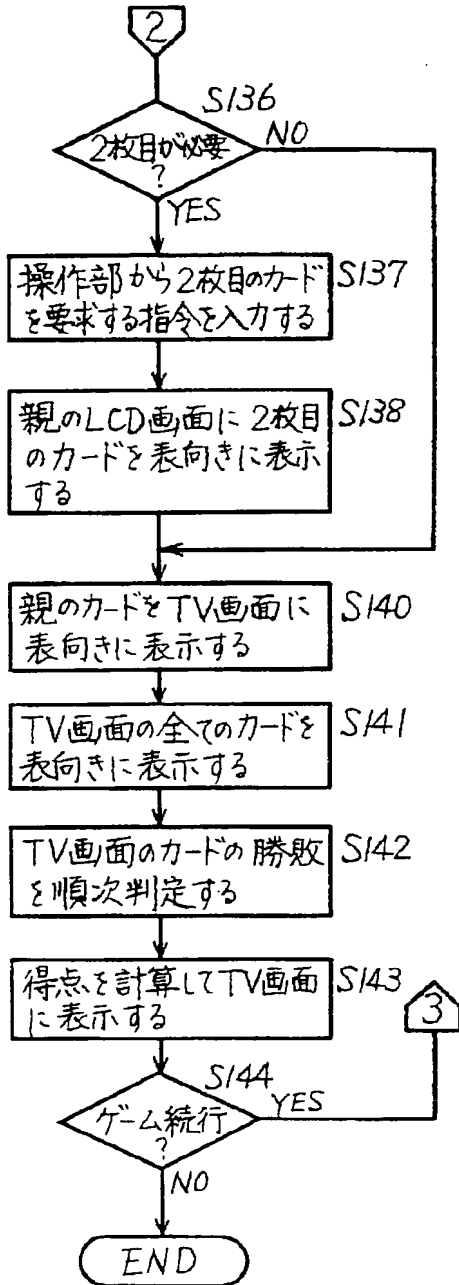 2
S136
2枚目が必要
?
NO
YES
操作部から2枚目のカード
を要求する指令を入力する
S137
親のLCD画面に2枚目
のカードを表向きに表示
する
S138
親のカードをTV画面に
表向きに表示する
S140
TV画面の全てのカードを
表向きに表示する
S141
TV画面のカードの勝敗
を順次判定する
S142
得点を計算してTV画面
に表示する
S143
3
S144
ゲーム続行
?
YES
NO
END